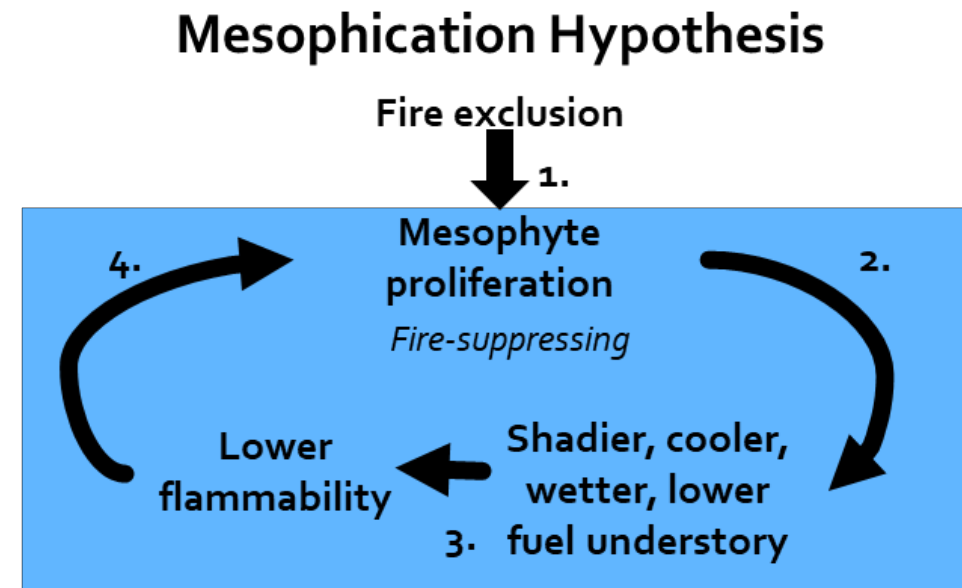 Mesophication Hypothesis
Fire exclusion
1.
Mesophyte
proliferation
Fire-suppressing
2.
Shadier, cooler,
wetter, lower
fuel understory
3.
Lower
flammability
4.